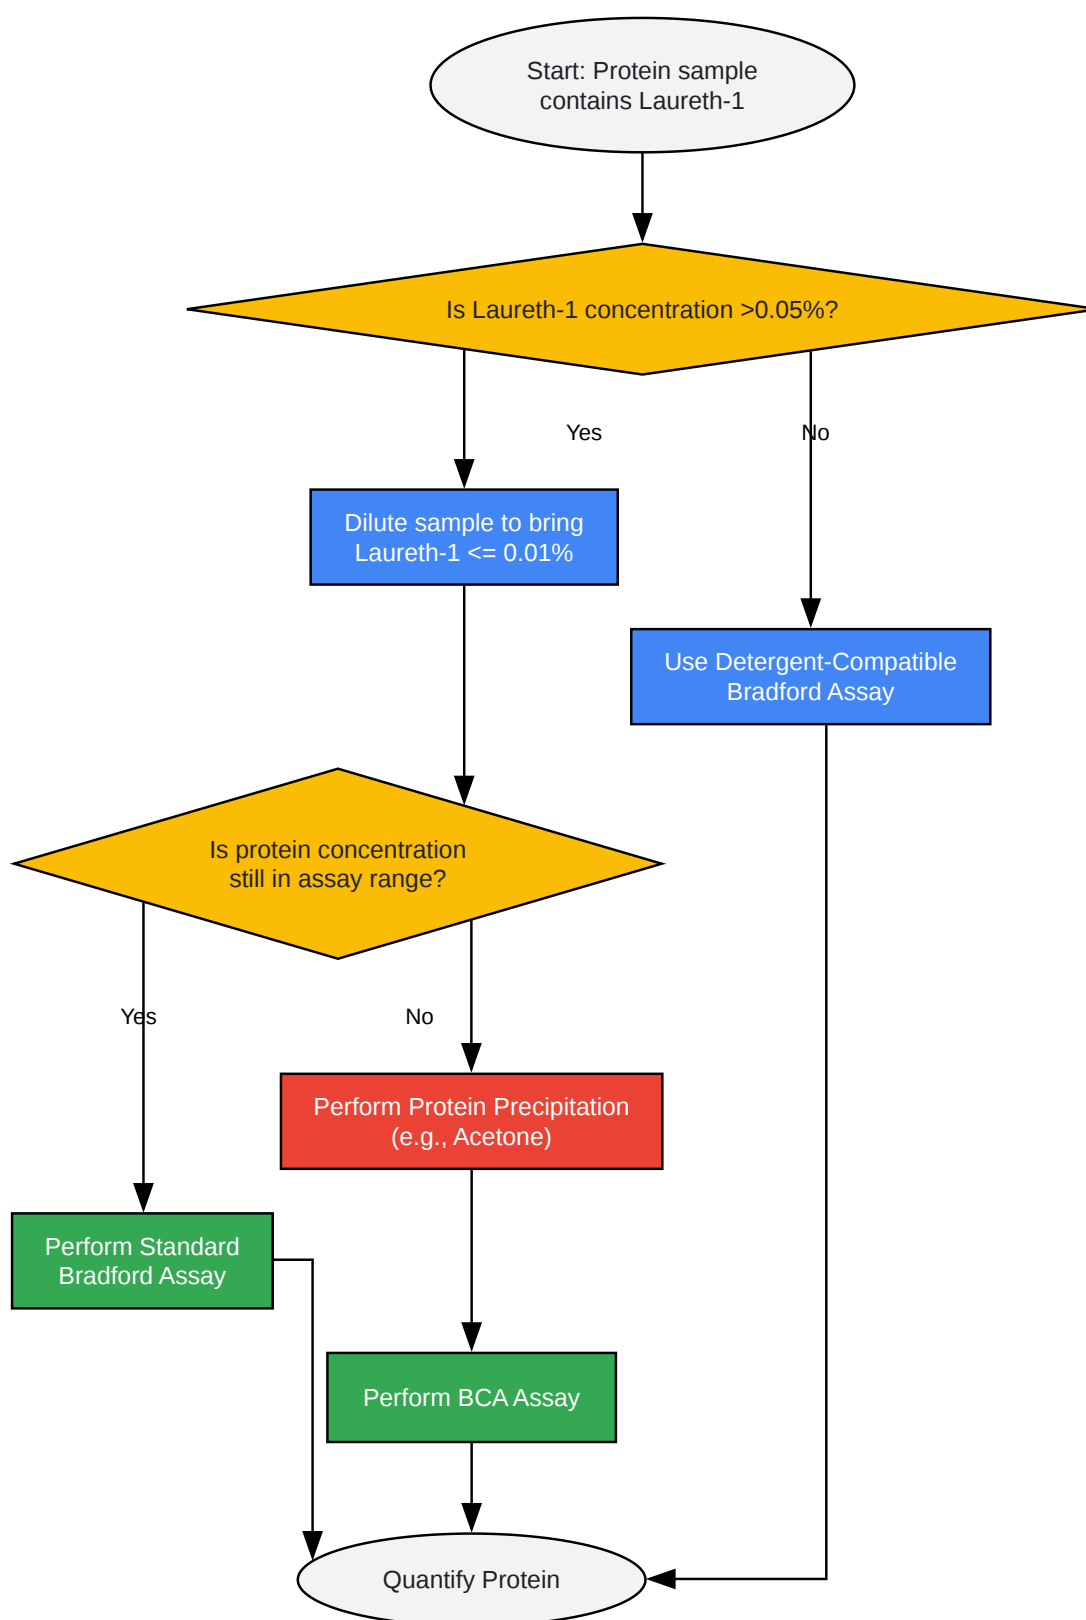 Start: Protein sample
contains Laureth-1
Is Laureth-1 concentration >0.05%?
Yes
No
Dilute sample to bring
Laureth-1 <= 0.01%
Use Detergent-Compatible
Bradford Assay
Is protein concentration
still in assay range?
Yes
No
Perform Protein Precipitation
(e.g., Acetone)
Perform Standard
Bradford Assay
Perform BCA Assay
Quantify Protein